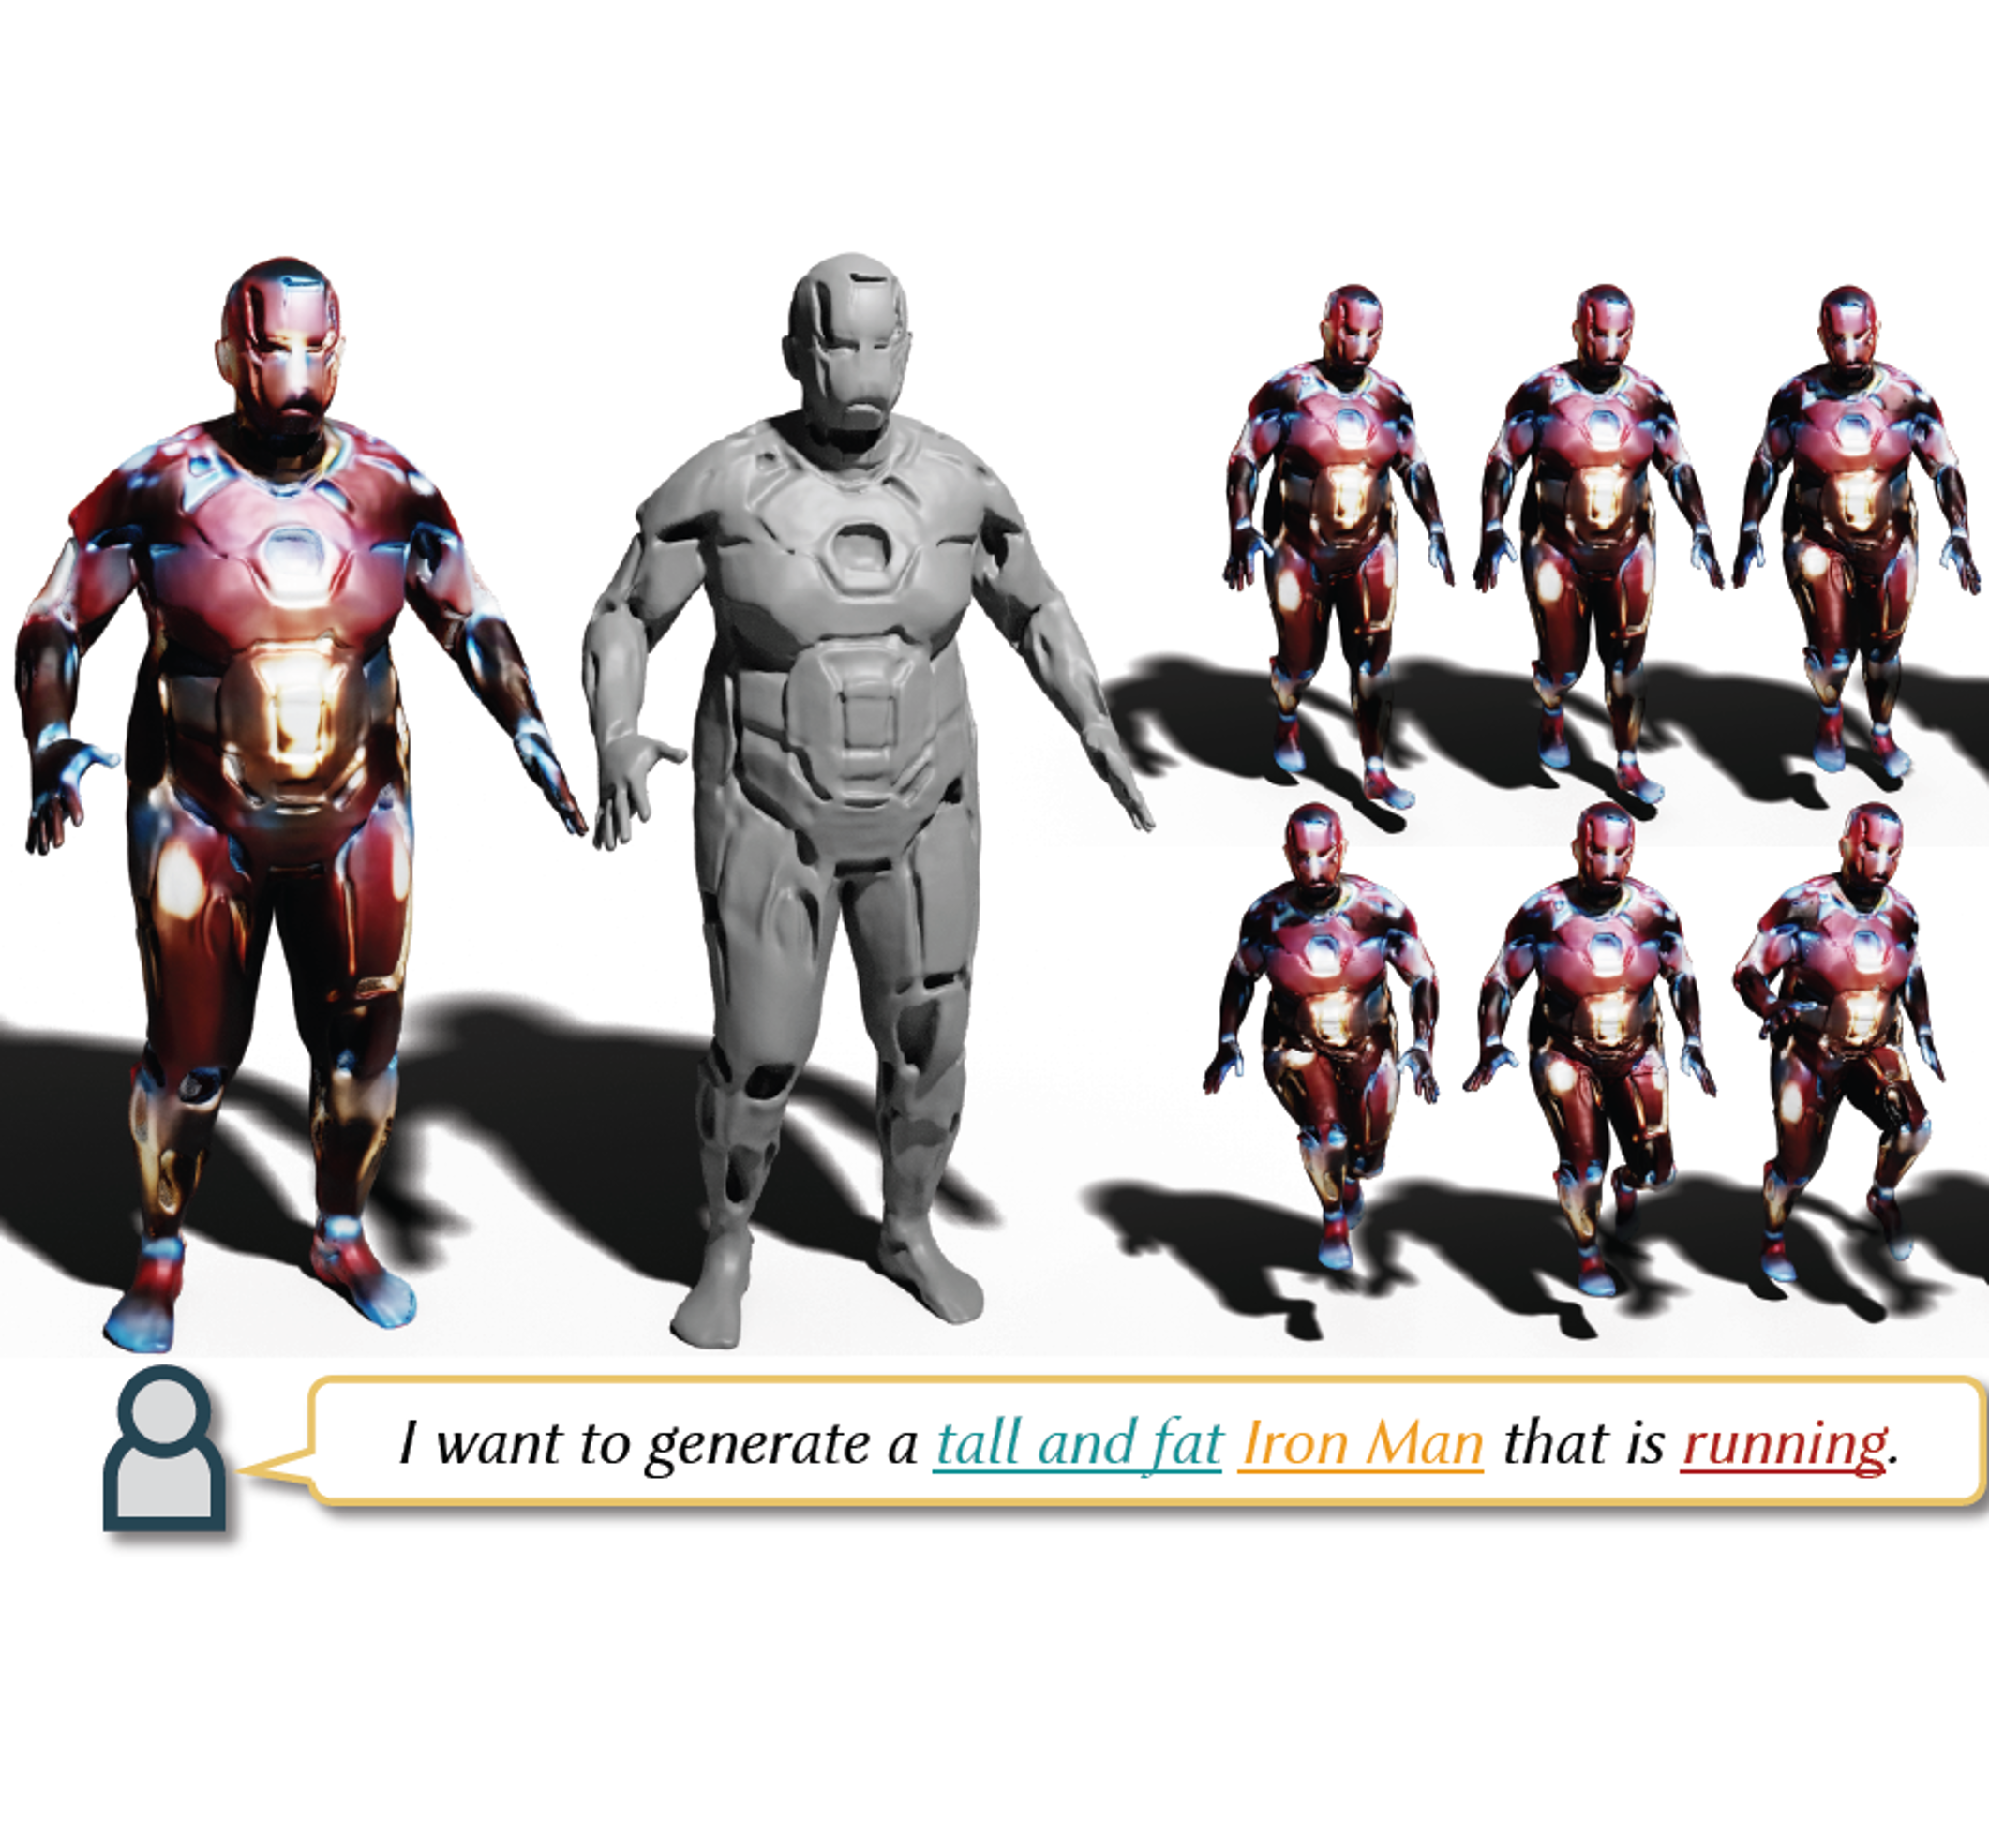 I want to generate a tall and fat Iron Man that is running.